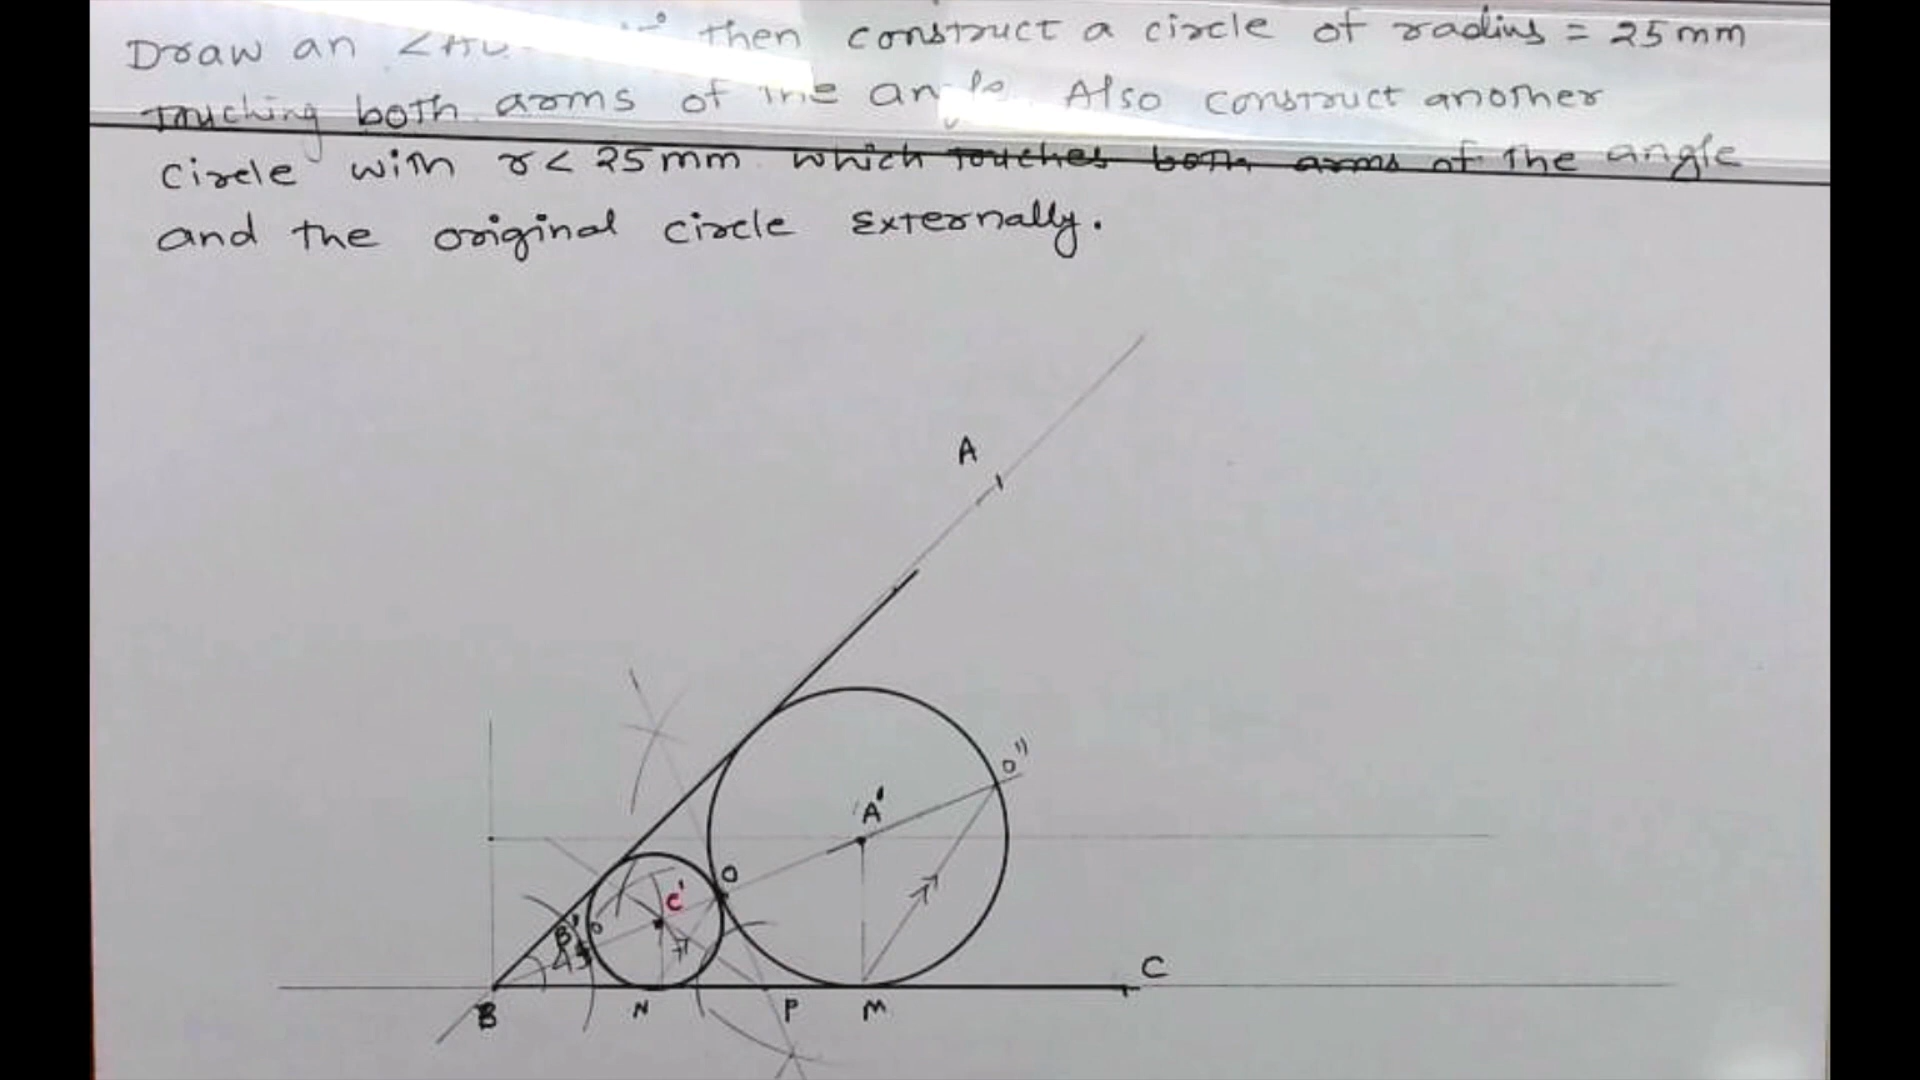 Draw an then construct a circle of radius = 25mm
Touching both arms of the Also construct another
circle with r < 25mm which touches both arms of the angle
and the original circle Externally.
A
O"
A'
O
C'
B'
45
C
B
N
P
M